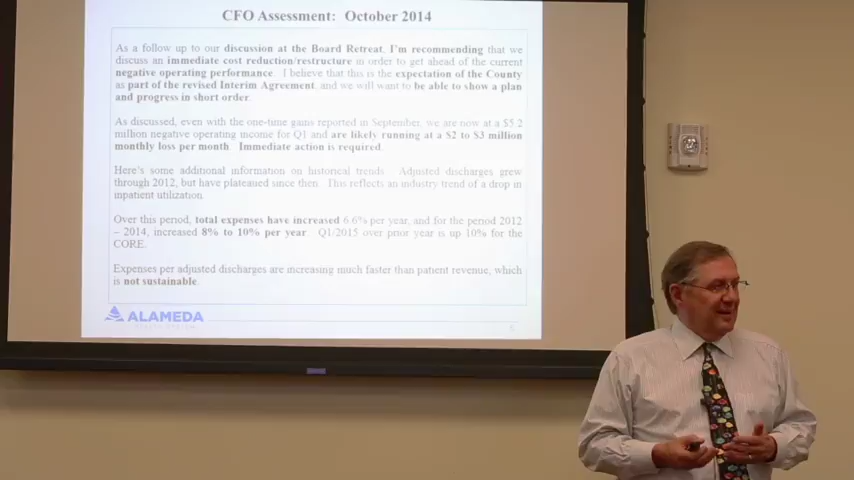 CFO Assessment: October 2014
As a follow up to our discussion at the Board Retreat, I'm recommending that we
discuss an immediate cost reduction/restructure in order to get ahead of the current
negative operating performance. I believe that this is the expectation of the County
as part of the revised Interim Agreement, and we will want to be able to show a plan
and progress in short order.
As discussed, even with the one-time gains reported in September, we are now at a $5.2
million negative operating income for Q1 and are likely running at a $2 to $3 million
monthly loss per month. Immediate action is required.
Here's some additional information on historical trends. Adjusted discharges grew
through 2012, but have plateaued since then. This reflects an industry trend of a drop in
inpatient utilization.
Over this period, total expenses have increased 6.6% per year, and for the period 2012
– 2014, increased 8% to 10% per year. Q1/2015 over prior year is up 10% for the
CORE.
Expenses per adjusted discharges are increasing much faster than patient revenue, which
is not sustainable.
ALAMEDA
HEALTH SYSTEM